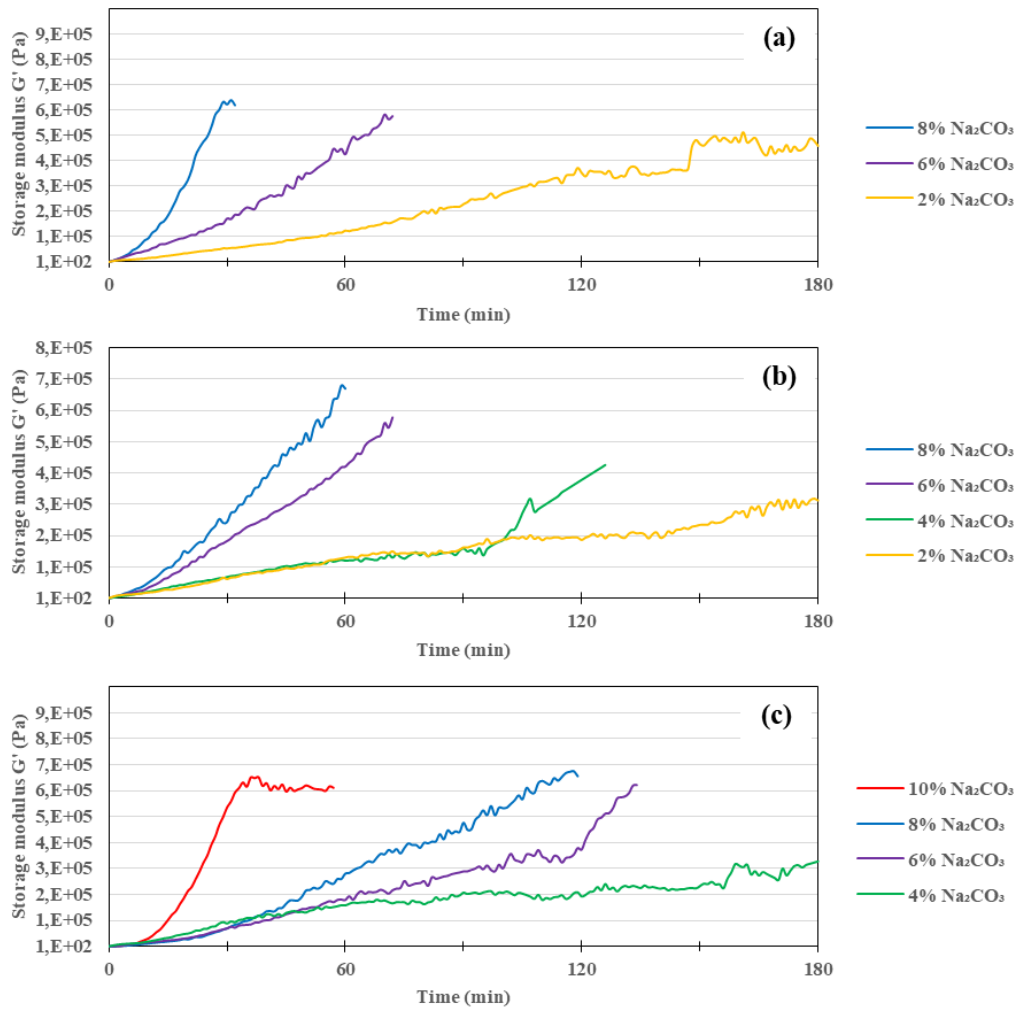 (a)
Storage modulus G' (Pa)
9,E+05
8,E+05
7,E+05
6,E+05
5,E+05
4,E+05
3,E+05
2,E+05
1,E+05
1,E+02
0
60
120
180
Time (min)
8% Na₂CO₃
6% Na₂CO₃
2% Na₂CO₃
(b)
Storage modulus G' (Pa)
8,E+05
7,E+05
6,E+05
5,E+05
4,E+05
3,E+05
2,E+05
1,E+05
1,E+02
0
60
120
180
Time (min)
8% Na₂CO₃
6% Na₂CO₃
4% Na₂CO₃
2% Na₂CO₃
(c)
Storage modulus G' (Pa)
9,E+05
8,E+05
7,E+05
6,E+05
5,E+05
4,E+05
3,E+05
2,E+05
1,E+05
1,E+02
0
60
120
180
Time (min)
10% Na₂CO₃
8% Na₂CO₃
6% Na₂CO₃
4% Na₂CO₃